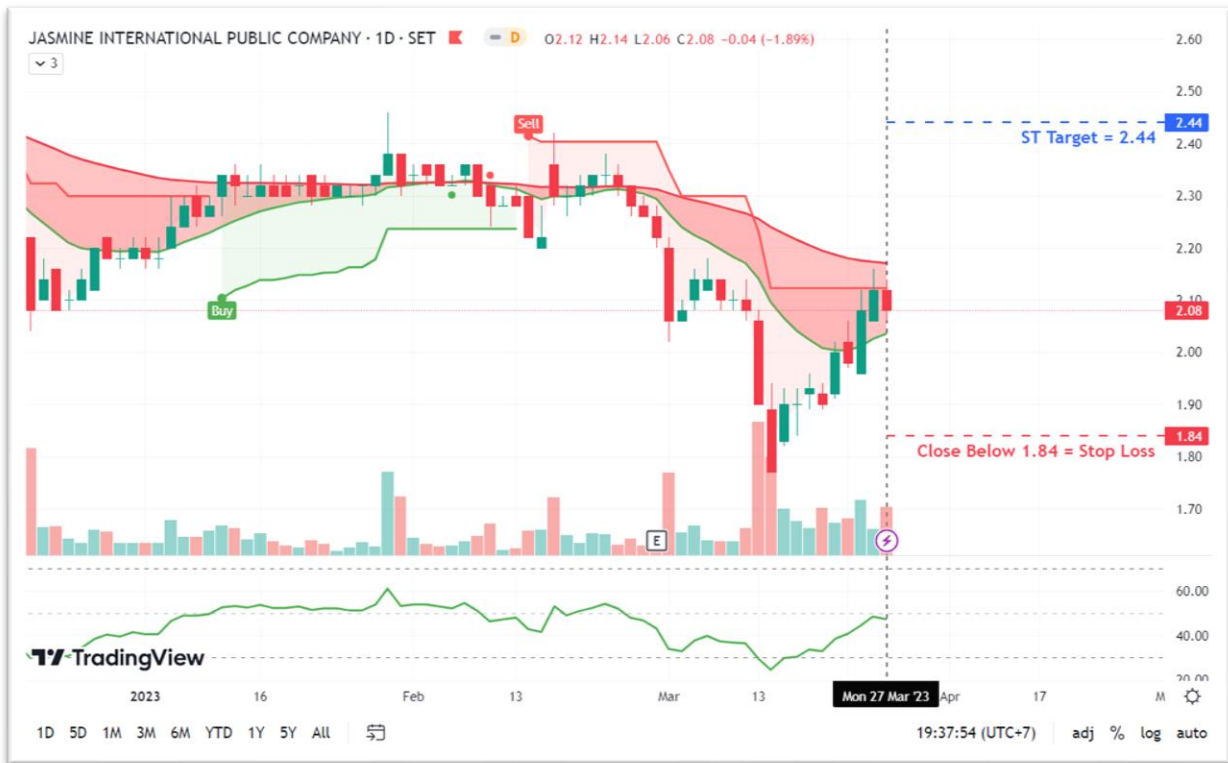 JASMINE INTERNATIONAL PUBLIC COMPANY · 1D · SET D O2.12 H2.14 L2.06 C2.08 −0.04 (−1.89%)
3
2.60
2.50
2.44
ST Target = 2.44
2.40
Sell
2.30
2.20
2.10
Buy
2.08
2.00
1.90
1.84
Close Below 1.84 = Stop Loss
1.80
1.70
E
60.00
40.00
TradingView
20.00
2023 16 Feb 13 Mar 13 Mon 27 Mar '23 Apr 17 M
1D 5D 1M 3M 6M YTD 1Y 5Y All 19:37:54 (UTC+7) adj % log auto